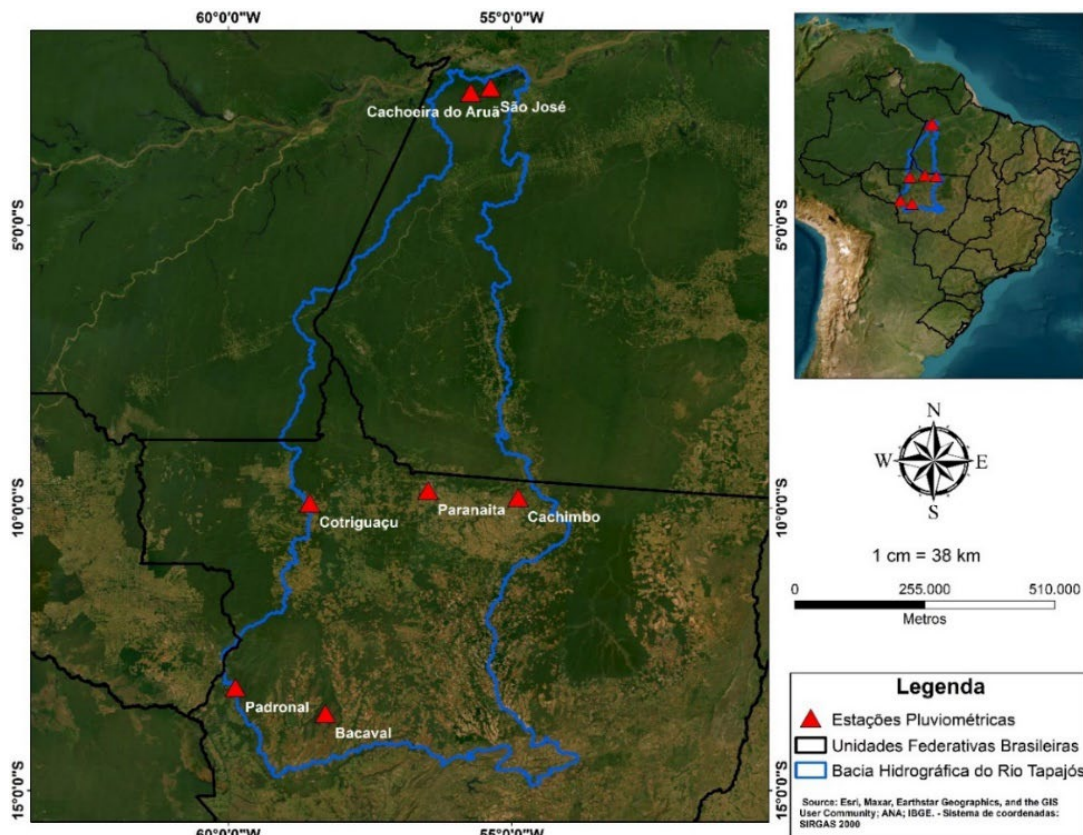 60°0'0"W
55°0'0"W
Cachoeira do Aruã
São José
5°0'0"S
5°0'0"S
Cotriguaçu
Paranaita
Cachimbo
10°0'0"S
10°0'0"S
Padronal
Bacaval
15°0'0"S
15°0'0"S
60°0'0"W
55°0'0"W
N
W
E
S
1 cm = 38 km
0 255.000 510.000
Metros
Legenda
Estações Pluviométricas
Unidades Federativas Brasileiras
Bacia Hidrográfica do Rio Tapajós
Source: Esri, Maxar, Earthstar Geographics, and the GIS
User Community; ANA; IBGE. - Sistema de coordenadas:
SIRGAS 2000